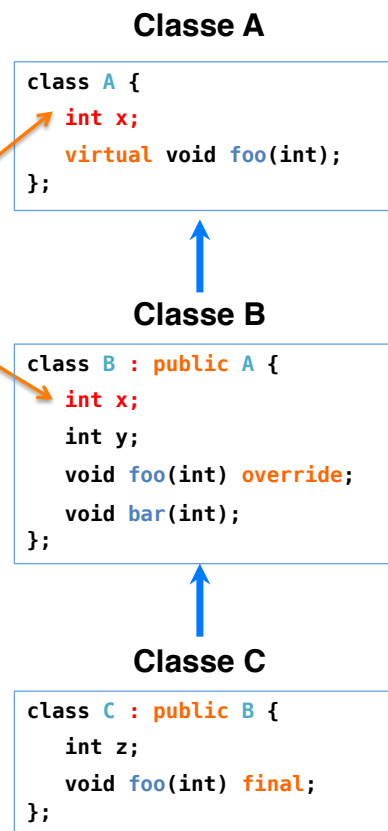 Classe A
class A {
int x;
virtual void foo(int);
};
Classe B
class B : public A {
int x;
int y;
void foo(int) override;
void bar(int);
};
Classe C
class C : public B {
int z;
void foo(int) final;
};